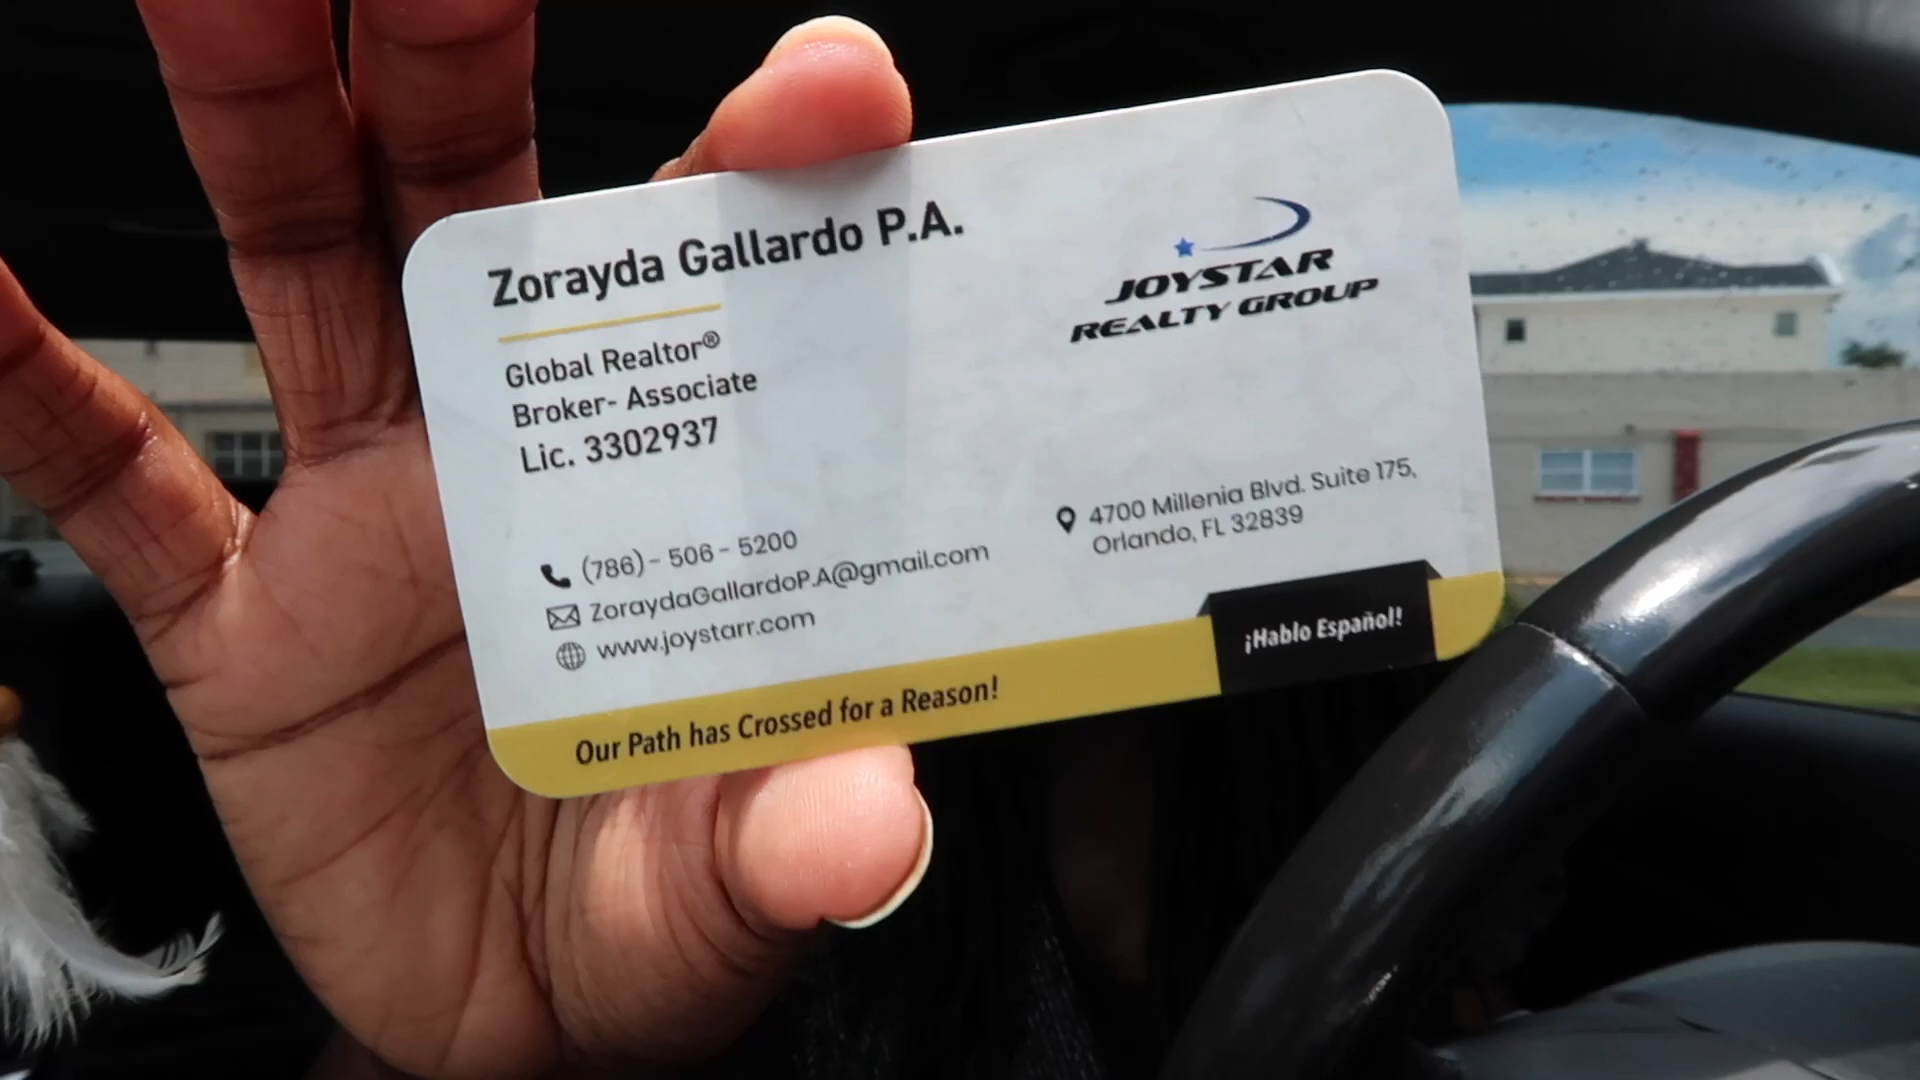 Zorayda Gallardo P.A.
Global Realtor®
Broker- Associate
Lic. 3302937
(786) - 506 - 5200
ZoraydaGallardoP.A@gmail.com
www.joystarr.com
JOYSTAR
REALTY GROUP
4700 Millenia Blvd. Suite 175,
Orlando, FL 32839
Our Path has Crossed for a Reason!
¡Hablo Español!